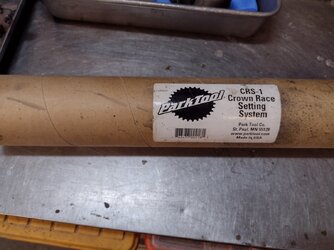 ParkTool
CRS-1
Crown Race
Setting
System
Park Tool Co.
St. Paul, MN 55128
www.parktool.com
Made in USA